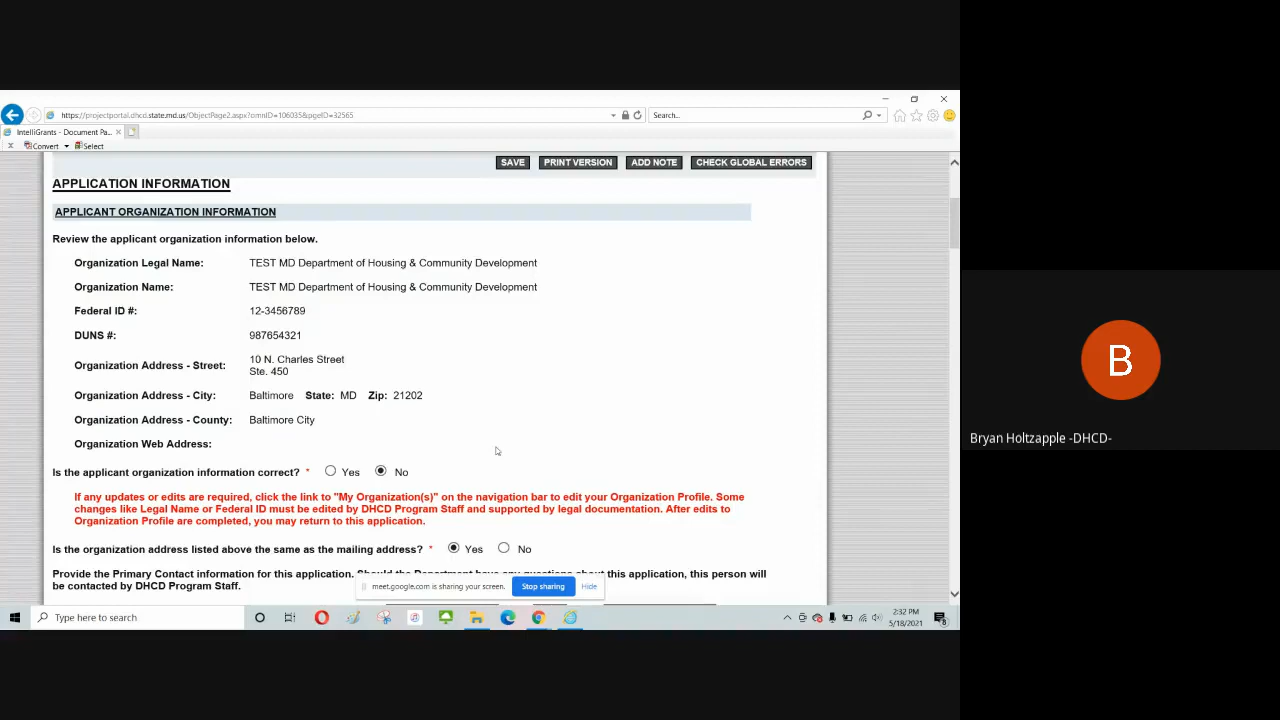 https://projectportal.dhcd.state.md.us/ObjectPage2.aspx?omnID=106035&pgeID=32565
Search...
IntelliGrants - Document Pa...
Convert
Select
SAVE
PRINT VERSION
ADD NOTE
CHECK GLOBAL ERRORS
APPLICATION INFORMATION
APPLICANT ORGANIZATION INFORMATION
Review the applicant organization information below.
Organization Legal Name: TEST MD Department of Housing & Community Development
Organization Name: TEST MD Department of Housing & Community Development
Federal ID #: 12-3456789
DUNS #: 987654321
Organization Address - Street: 10 N. Charles Street
Ste. 450
Organization Address - City: Baltimore State: MD Zip: 21202
Organization Address - County: Baltimore City
Organization Web Address:
Is the applicant organization information correct? * Yes No
If any updates or edits are required, click the link to "My Organization(s)" on the navigation bar to edit your Organization Profile. Some
changes like Legal Name or Federal ID must be edited by DHCD Program Staff and supported by legal documentation. After edits to
Organization Profile are completed, you may return to this application.
Is the organization address listed above the same as the mailing address? * Yes No
Provide the Primary Contact information for this application. Should the Department have any questions about this application, this person will
be contacted by DHCD Program Staff.
meet.google.com is sharing your screen.
Stop sharing
Hide
Type here to search
2:32 PM
5/18/2021
8
B
Bryan Holtzapple -DHCD-